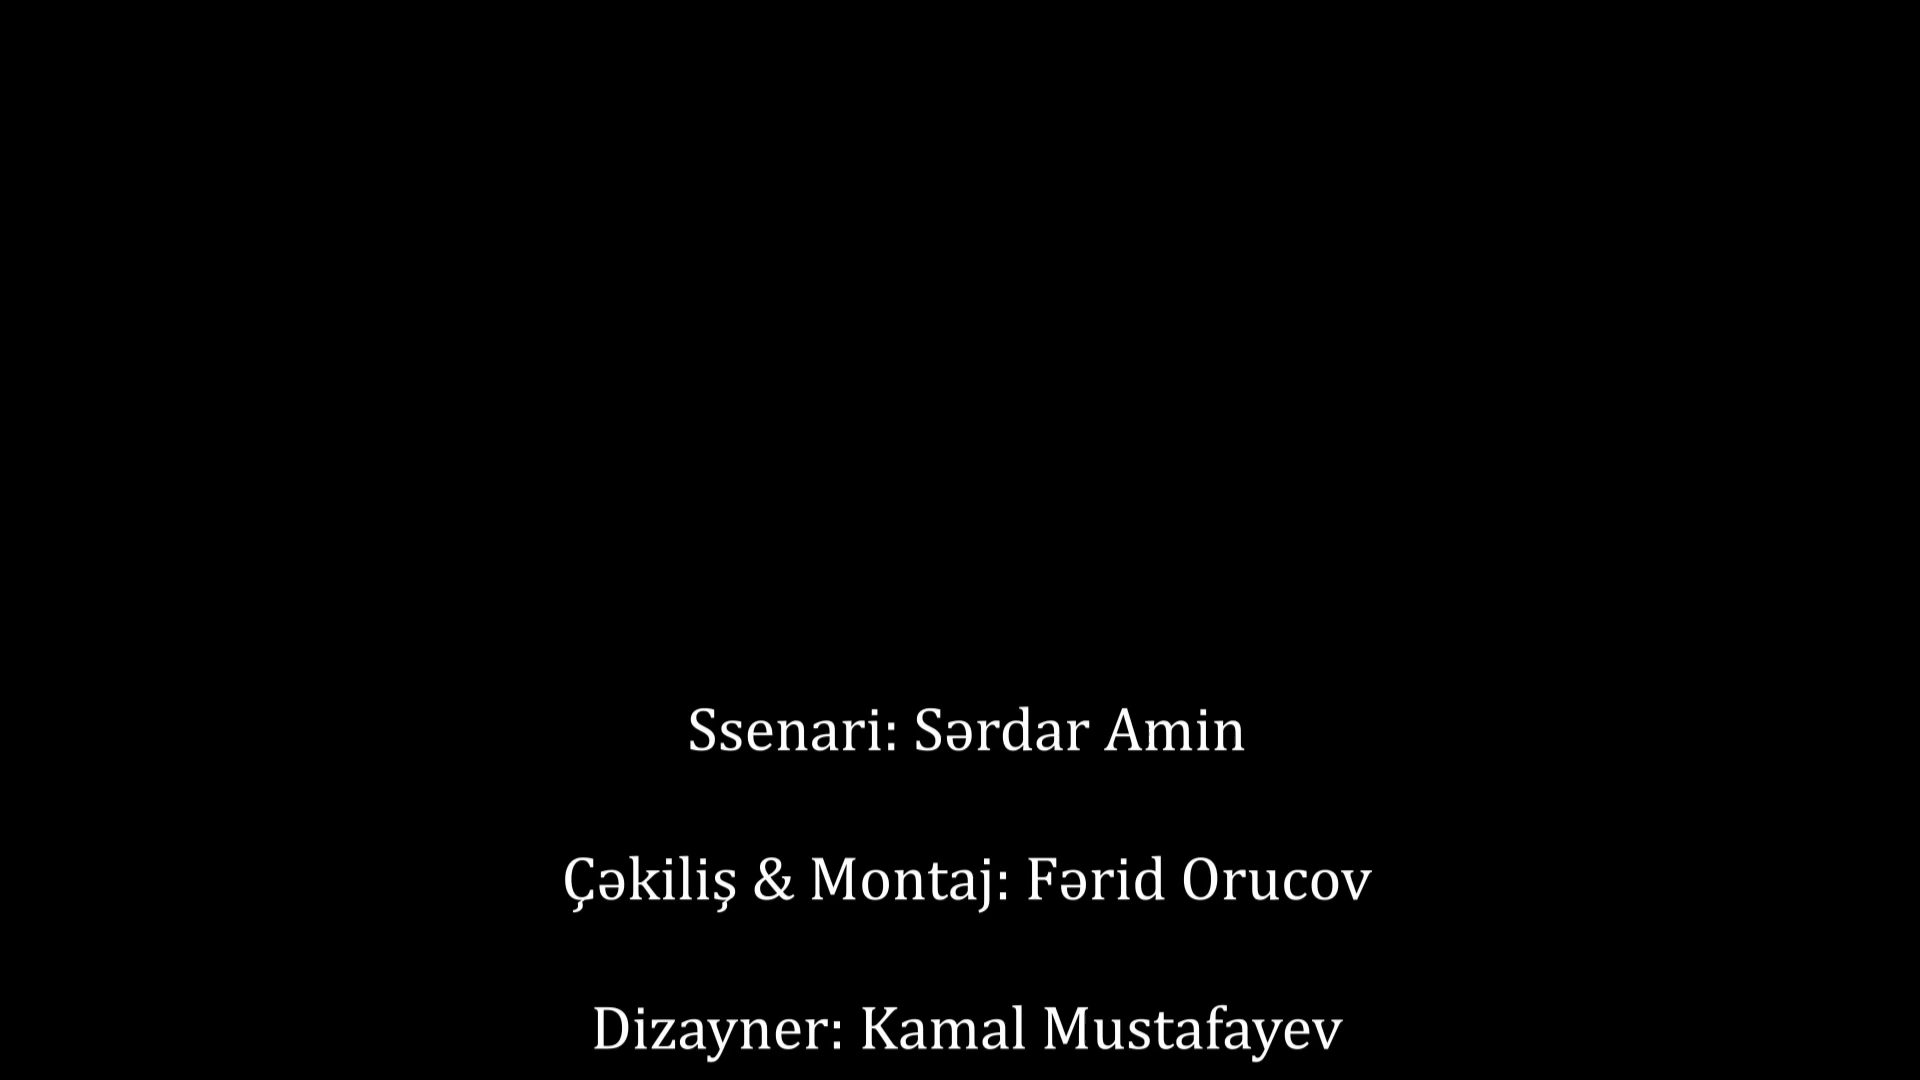 Ssenari: Sərdar Amin
Çəkiliş & Montaj: Fərid Orucov
Dizayner: Kamal Mustafayev